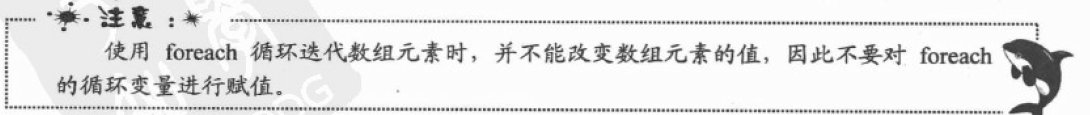 注意：
使用 foreach 循环迭代数组元素时，并不能改变数组元素的值，因此不要对 foreach
的循环变量进行赋值。